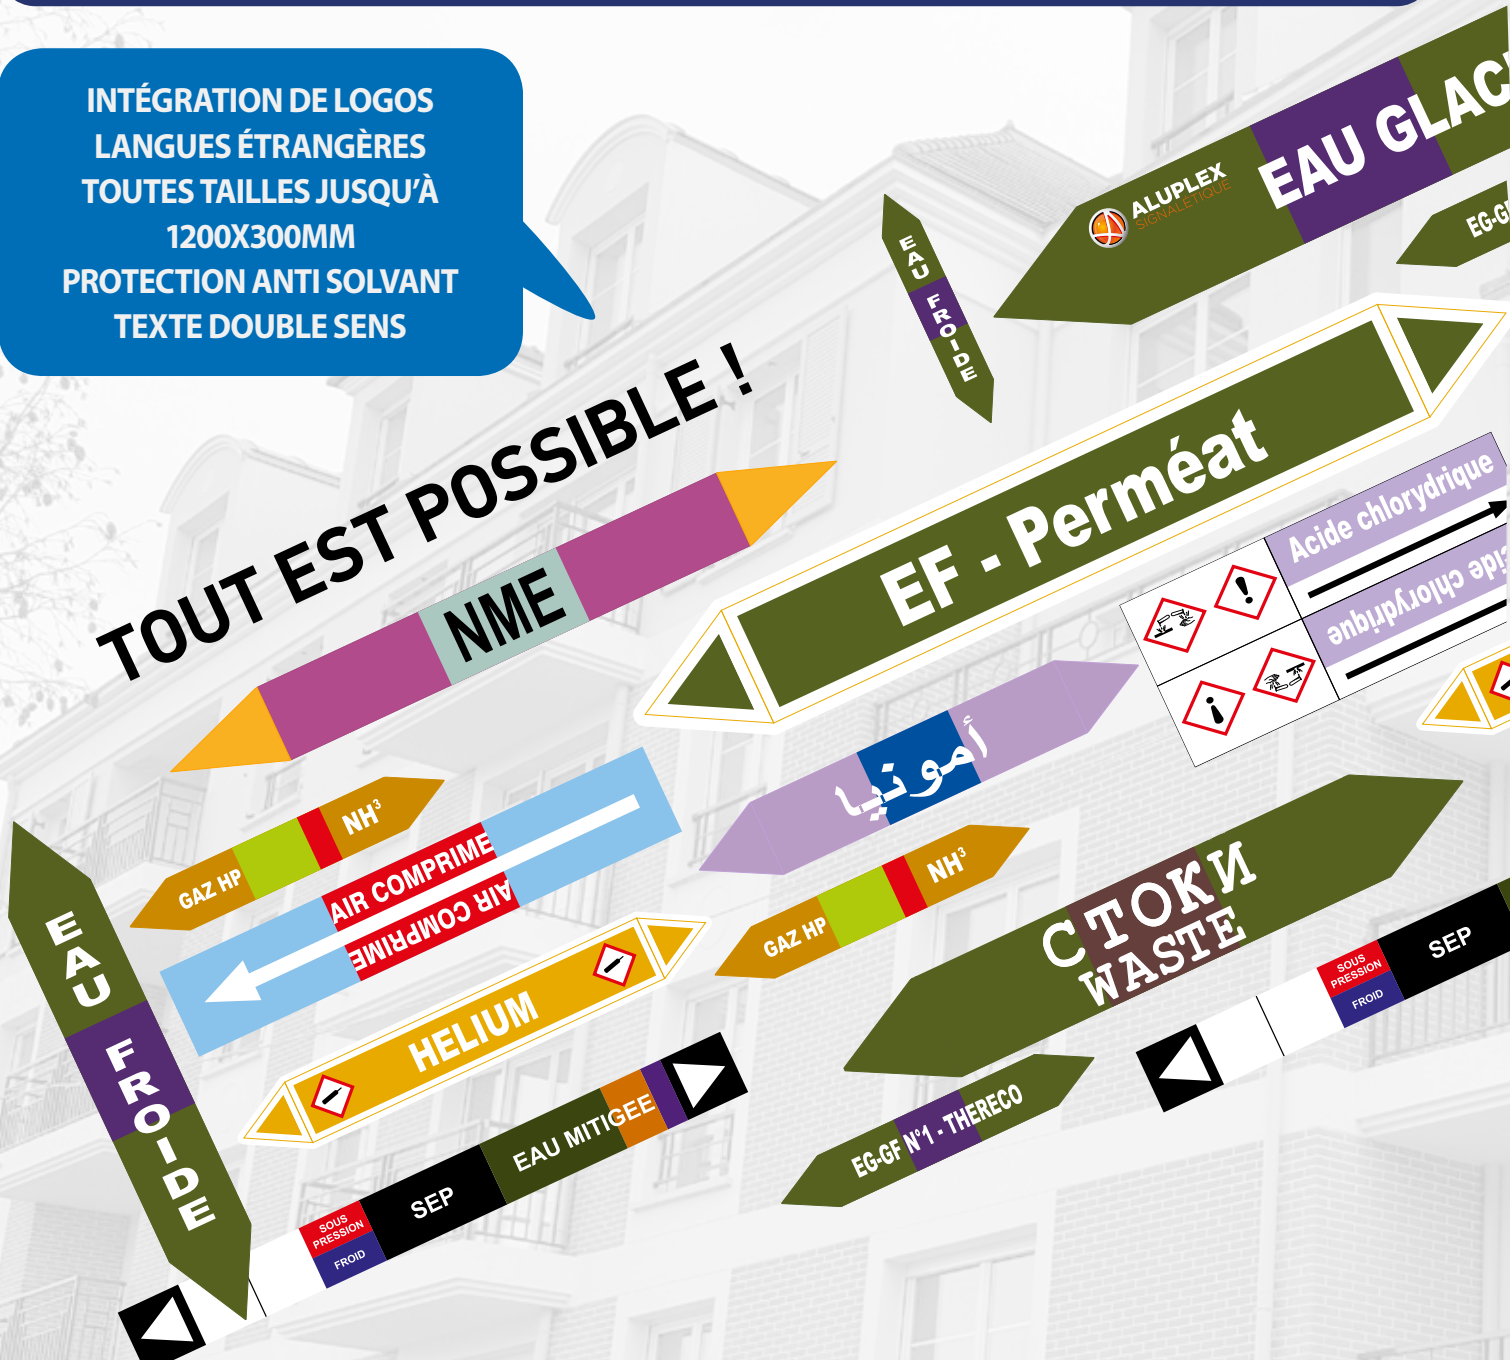 INTÉGRATION DE LOGOS
LANGUES ÉTRANGÈRES
TOUTES TAILLES JUSQU'À
1200X300MM
PROTECTION ANTI SOLVANT
TEXTE DOUBLE SENS
ALUPLEX
SIGNALÉTIQUE
EAU GLAC
EG-G
EAU FROIDE
TOUT EST POSSIBLE !
NME
EF - Perméat
Acide chlorydrique
ide chlorydrique
أمونيا
GAZ HP
NH³
AIR COMPRIME
AIR COMPRIME
GAZ HP
NH³
СТОКИ
WASTE
HELIUM
EAU FROIDE
SOUS
PRESSION
FROID
SEP
EAU MITIGEE
EG-GF N°1 - THERECO
SOUS
PRESSION
FROID
SEP